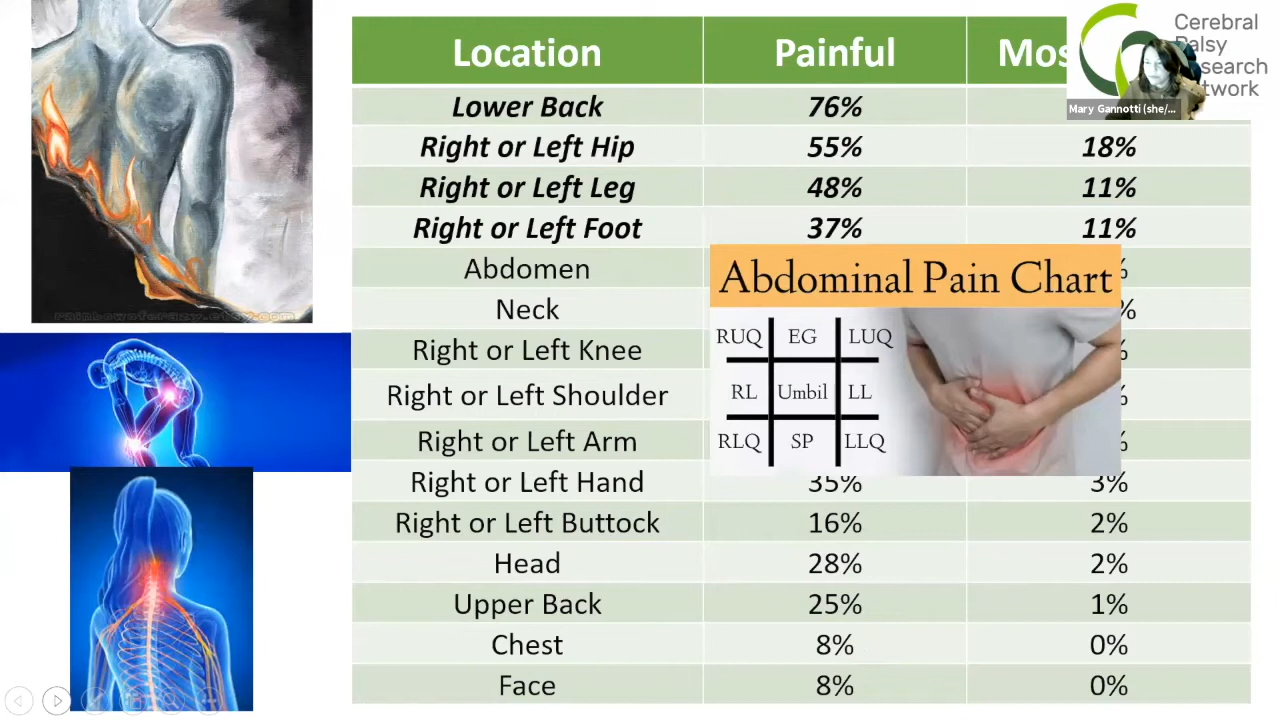 Location Painful Mos
Lower Back 76%
Right or Left Hip 55% 18%
Right or Left Leg 48% 11%
Right or Left Foot 37% 11%
Abdomen %
Neck %
Right or Left Knee %
Right or Left Shoulder %
Right or Left Arm %
Right or Left Hand 35% 3%
Right or Left Buttock 16% 2%
Head 28% 2%
Upper Back 25% 1%
Chest 8% 0%
Face 8% 0%
Abdominal Pain Chart
RUQ EG LUQ
RL Umbil LL
RLQ SP LLQ
Cerebral
Palsy
Research
Network
Mary Gannotti (she/...